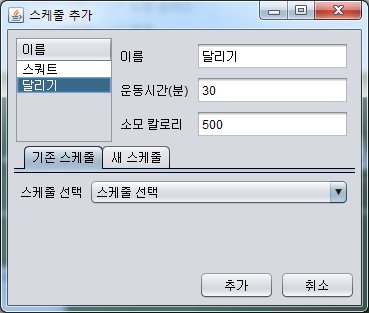 스케줄 추가
이름
스쿼트
달리기
이름 달리기
운동시간(분) 30
소모 칼로리 500
기존 스케줄 새 스케줄
스케줄 선택 스케줄 선택
추가 취소